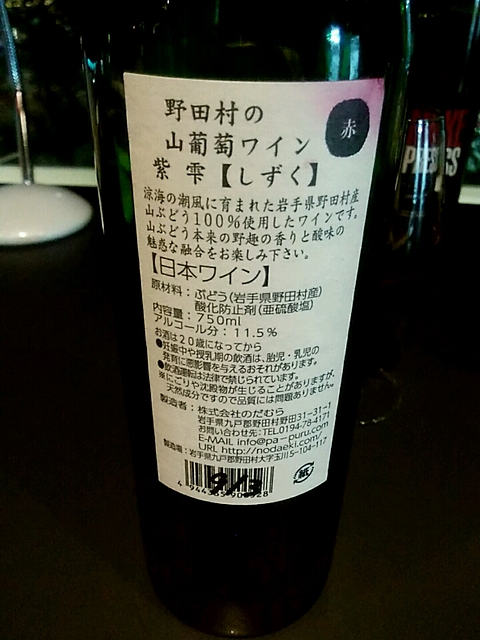 野田村の
山葡萄ワイン
赤
紫雫【しずく】
涼海の潮風に育まれた岩手県野田村産
山ぶどう100%使用したワインです。
山ぶどう本来の野趣の香りと酸味の
魅惑な融合をお楽しみ下さい。
【日本ワイン】
原材料：ぶどう(岩手県野田村産)
酸化防止剤(亜硫酸塩)
内容量：750ml
アルコール分：11.5%
お酒は20歳になってから
●妊娠中や授乳期の飲酒は、胎児・乳児の
発育に悪影響を与えるおそれがあります。
●飲酒運転は法律で禁じられています。
※にごりや沈殿物が生じることがありますが、
天然成分ですので品質には問題ありません。
製造者：株式会社のだむら
岩手県九戸郡野田村野田31-31-1
お問い合わせ先：TEL0194-78-4171
E-MAIL info@pa-puru.com
URL http://nodaeki.com/
製造場：岩手県九戸郡野田村大字玉川5-104-117
紙
9/3